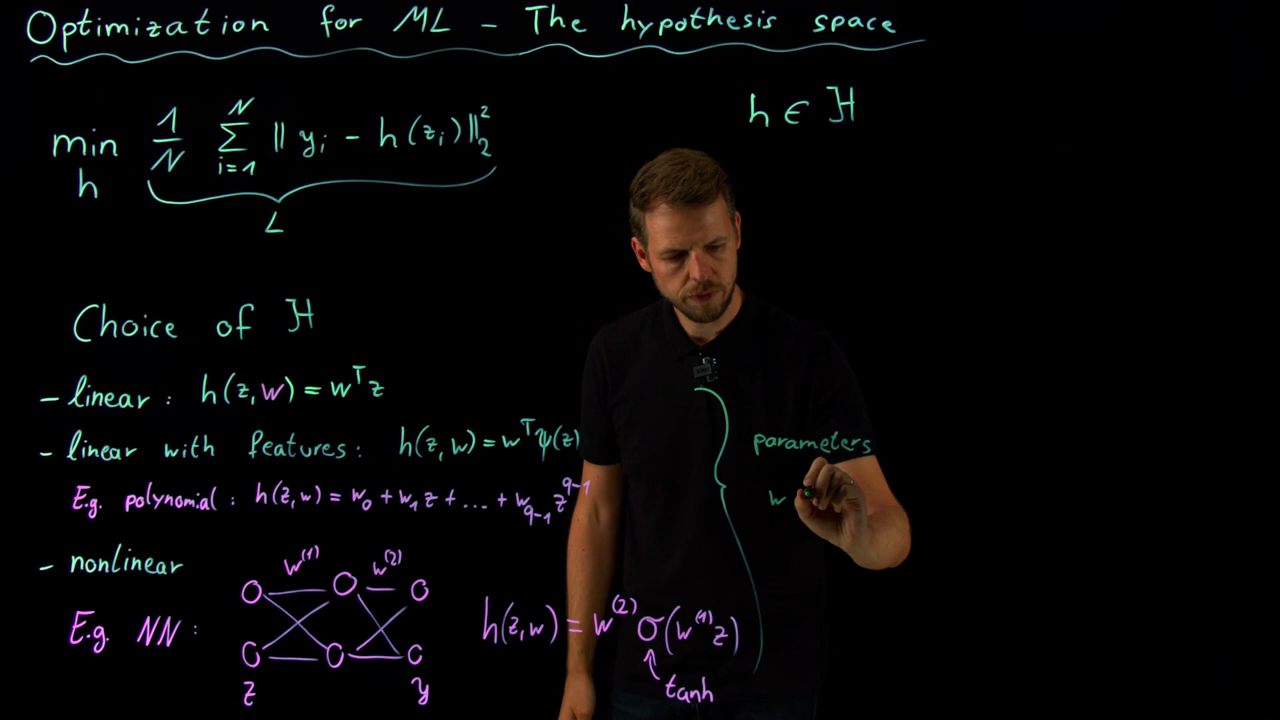 Optimization for ML - The hypothesis space
min h 1/N ∑ i=1 N || y_i - h(z_i) ||_2^2
L
h ∈ ℋ
Choice of ℋ
- linear : h(z,w) = w^T z
- linear with features : h(z,w) = w^T ψ(z)
E.g. polynomial : h(z,w) = w_0 + w_1 z + ... + w_{q-1} z^{q-1}
parameters
w
- nonlinear
w^(1) w^(2)
E.g. NN :
h(z,w) = w^(2) σ(w^(1) z)
z y
tanh